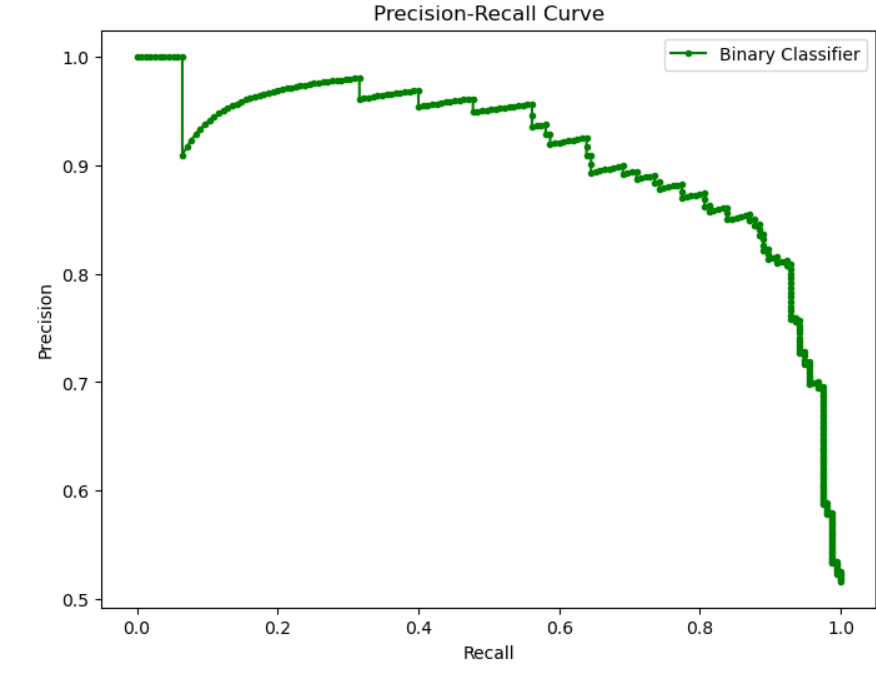 Precision-Recall Curve
Binary Classifier
1.0
0.9
0.8
0.7
0.6
0.5
Precision
0.0 0.2 0.4 0.6 0.8 1.0
Recall